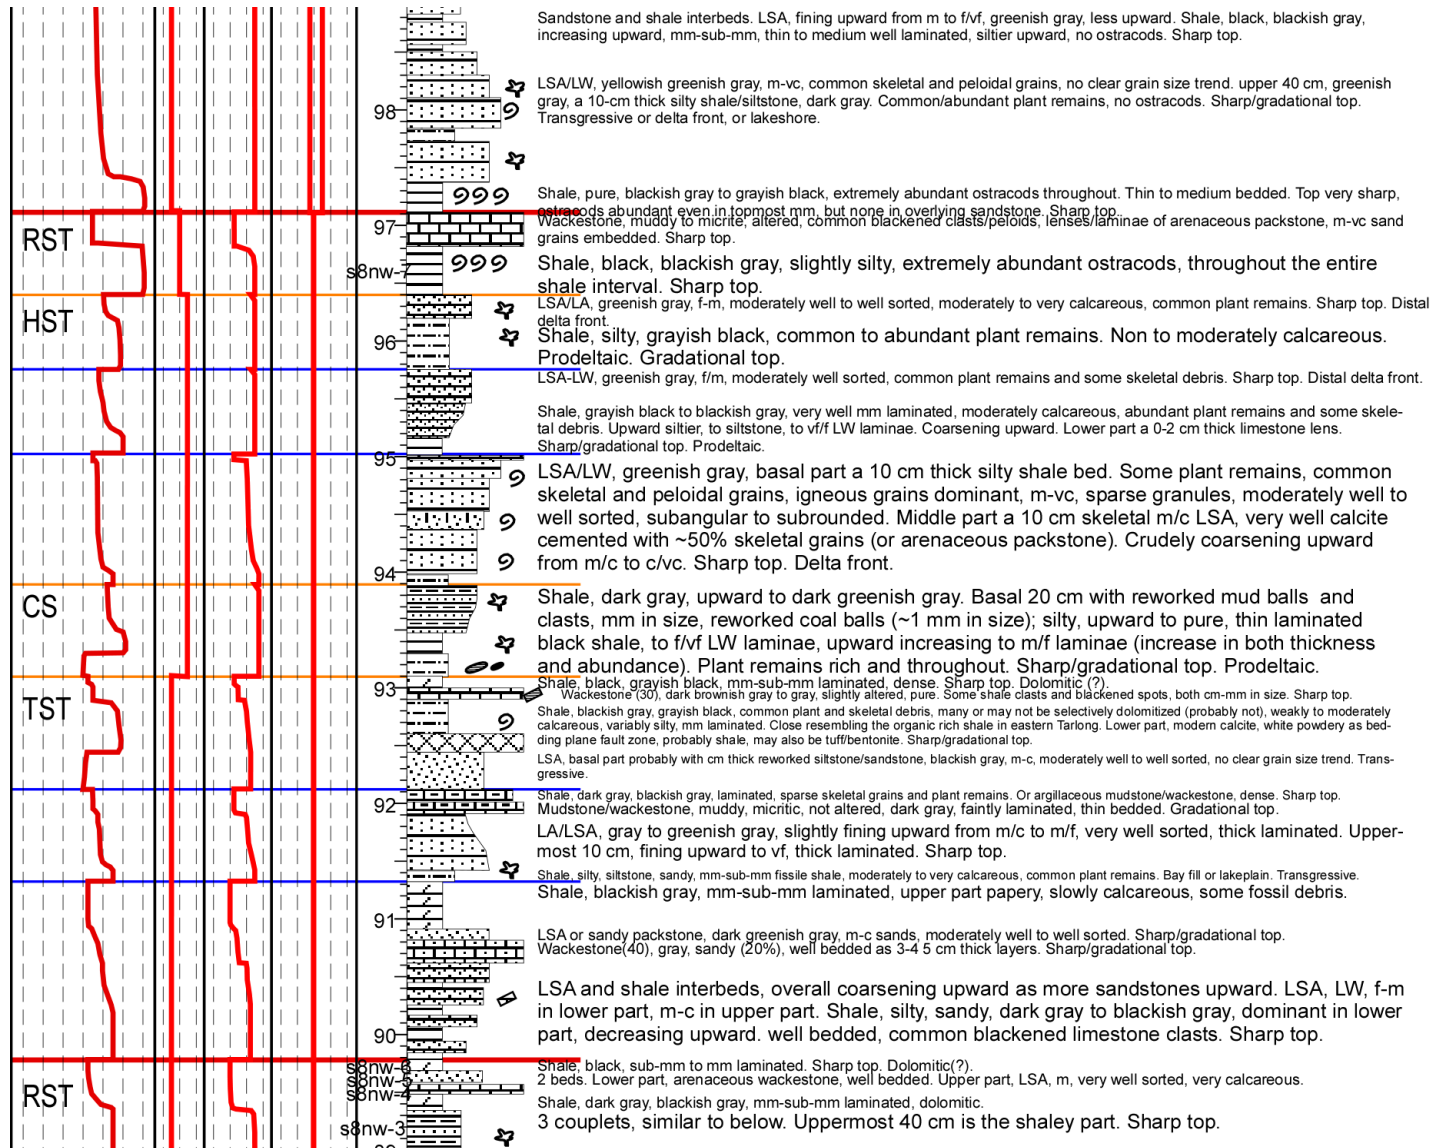 Sandstone and shale interbeds. LSA, fining upward from m to f/vf, greenish gray, less upward. Shale, black, blackish gray,
increasing upward, mm-sub-mm, thin to medium well laminated, siltier upward, no ostracods. Sharp top.
LSA/LW, yellowish greenish gray, m-vc, common skeletal and peloidal grains, no clear grain size trend. upper 40 cm, greenish
gray, a 10-cm thick silty shale/siltstone, dark gray. Common/abundant plant remains, no ostracods. Sharp/gradational top.
Transgressive or delta front, or lakeshore.
98
Shale, pure, blackish gray to grayish black, extremely abundant ostracods throughout. Thin to medium bedded. Top very sharp,
ostracods abundant even in topmost mm, but none in overlying sandstone. Sharp top.
97
Wackestone, muddy to micrite, altered, common blackened clasts/peloids, lenses/laminae of arenaceous packstone, m-vc sand
grains embedded. Sharp top.
RST
s8nw-7
Shale, black, blackish gray, slightly silty, extremely abundant ostracods, throughout the entire
shale interval. Sharp top.
HST
LSA/LA, greenish gray, f-m, moderately well to well sorted, moderately to very calcareous, common plant remains. Sharp top. Distal
delta front.
96
Shale, silty, grayish black, common to abundant plant remains. Non to moderately calcareous.
Prodeltaic. Gradational top.
LSA-LW, greenish gray, f/m, moderately well sorted, common plant remains and some skeletal debris. Sharp top. Distal delta front.
Shale, grayish black to blackish gray, very well mm laminated, moderately calcareous, abundant plant remains and some skele-
tal debris. Upward siltier, to siltstone, to vf/f LW laminae. Coarsening upward. Lower part a 0-2 cm thick limestone lens.
Sharp/gradational top. Prodeltaic.
95
LSA/LW, greenish gray, basal part a 10 cm thick silty shale bed. Some plant remains, common
skeletal and peloidal grains, igneous grains dominant, m-vc, sparse granules, moderately well to
well sorted, subangular to subrounded. Middle part a 10 cm skeletal m/c LSA, very well calcite
cemented with ~50% skeletal grains (or arenaceous packstone). Crudely coarsening upward
from m/c to c/vc. Sharp top. Delta front.
94
CS
Shale, dark gray, upward to dark greenish gray. Basal 20 cm with reworked mud balls and
clasts, mm in size, reworked coal balls (~1 mm in size); silty, upward to pure, thin laminated
black shale, to f/vf LW laminae, upward increasing to m/f laminae (increase in both thickness
and abundance). Plant remains rich and throughout. Sharp/gradational top. Prodeltaic.
93
Shale, black, grayish black, mm-sub-mm laminated, dense. Sharp top. Dolomitic (?).
Wackestone (30), dark brownish gray to gray, slightly altered, pure. Some shale clasts and blackened spots, both cm-mm in size. Sharp top.
TST
Shale, blackish gray, grayish black, common plant and skeletal debris, many or may not be selectively dolomitized (probably not), weakly to moderately
calcareous, variably silty, mm laminated. Close resembling the organic rich shale in eastern Tarlong. Lower part, modern calcite, white powdery as bed-
ding plane fault zone, probably shale, may also be tuff/bentonite. Sharp/gradational top.
LSA, basal part probably with cm thick reworked siltstone/sandstone, blackish gray, m-c, moderately well to well sorted, no clear grain size trend. Trans-
gressive.
92
Shale, dark gray, blackish gray, laminated, sparse skeletal grains and plant remains. Or argillaceous mudstone/wackestone, dense. Sharp top.
Mudstone/wackestone, muddy, micritic, not altered, dark gray, faintly laminated, thin bedded. Gradational top.
LA/LSA, gray to greenish gray, slightly fining upward from m/c to m/f, very well sorted, thick laminated. Upper-
most 10 cm, fining upward to vf, thick laminated. Sharp top.
Shale, silty, siltstone, sandy, mm-sub-mm fissile shale, moderately to very calcareous, common plant remains. Bay fill or lakeplain. Transgressive.
Shale, blackish gray, mm-sub-mm laminated, upper part papery, slowly calcareous, some fossil debris.
91
LSA or sandy packstone, dark greenish gray, m-c sands, moderately well to well sorted. Sharp/gradational top.
Wackestone(40), gray, sandy (20%), well bedded as 3-4 5 cm thick layers. Sharp/gradational top.
LSA and shale interbeds, overall coarsening upward as more sandstones upward. LSA, LW, f-m
in lower part, m-c in upper part. Shale, silty, sandy, dark gray to blackish gray, dominant in lower
part, decreasing upward. well bedded, common blackened limestone clasts. Sharp top.
90
s8nw-6
Shale, black, sub-mm to mm laminated. Sharp top. Dolomitic(?).
s8nw-5
2 beds. Lower part, arenaceous wackestone, well bedded. Upper part, LSA, m, very well sorted, very calcareous.
s8nw-4
RST
Shale, dark gray, blackish gray, mm-sub-mm laminated, dolomitic.
s8nw-3
3 couplets, similar to below. Uppermost 40 cm is the shaley part. Sharp top.